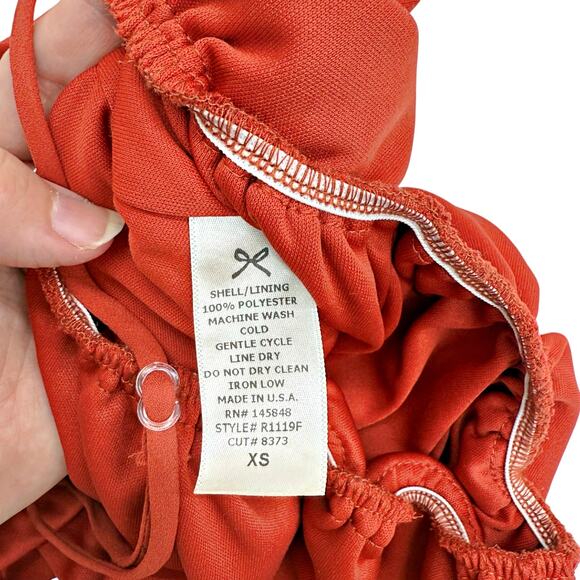 SHELL/LINING
100% POLYESTER
MACHINE WASH
COLD
GENTLE CYCLE
LINE DRY
DO NOT DRY CLEAN
IRON LOW
MADE IN U.S.A.
RN# 145848
STYLE# R1119F
CUT# 8373
XS